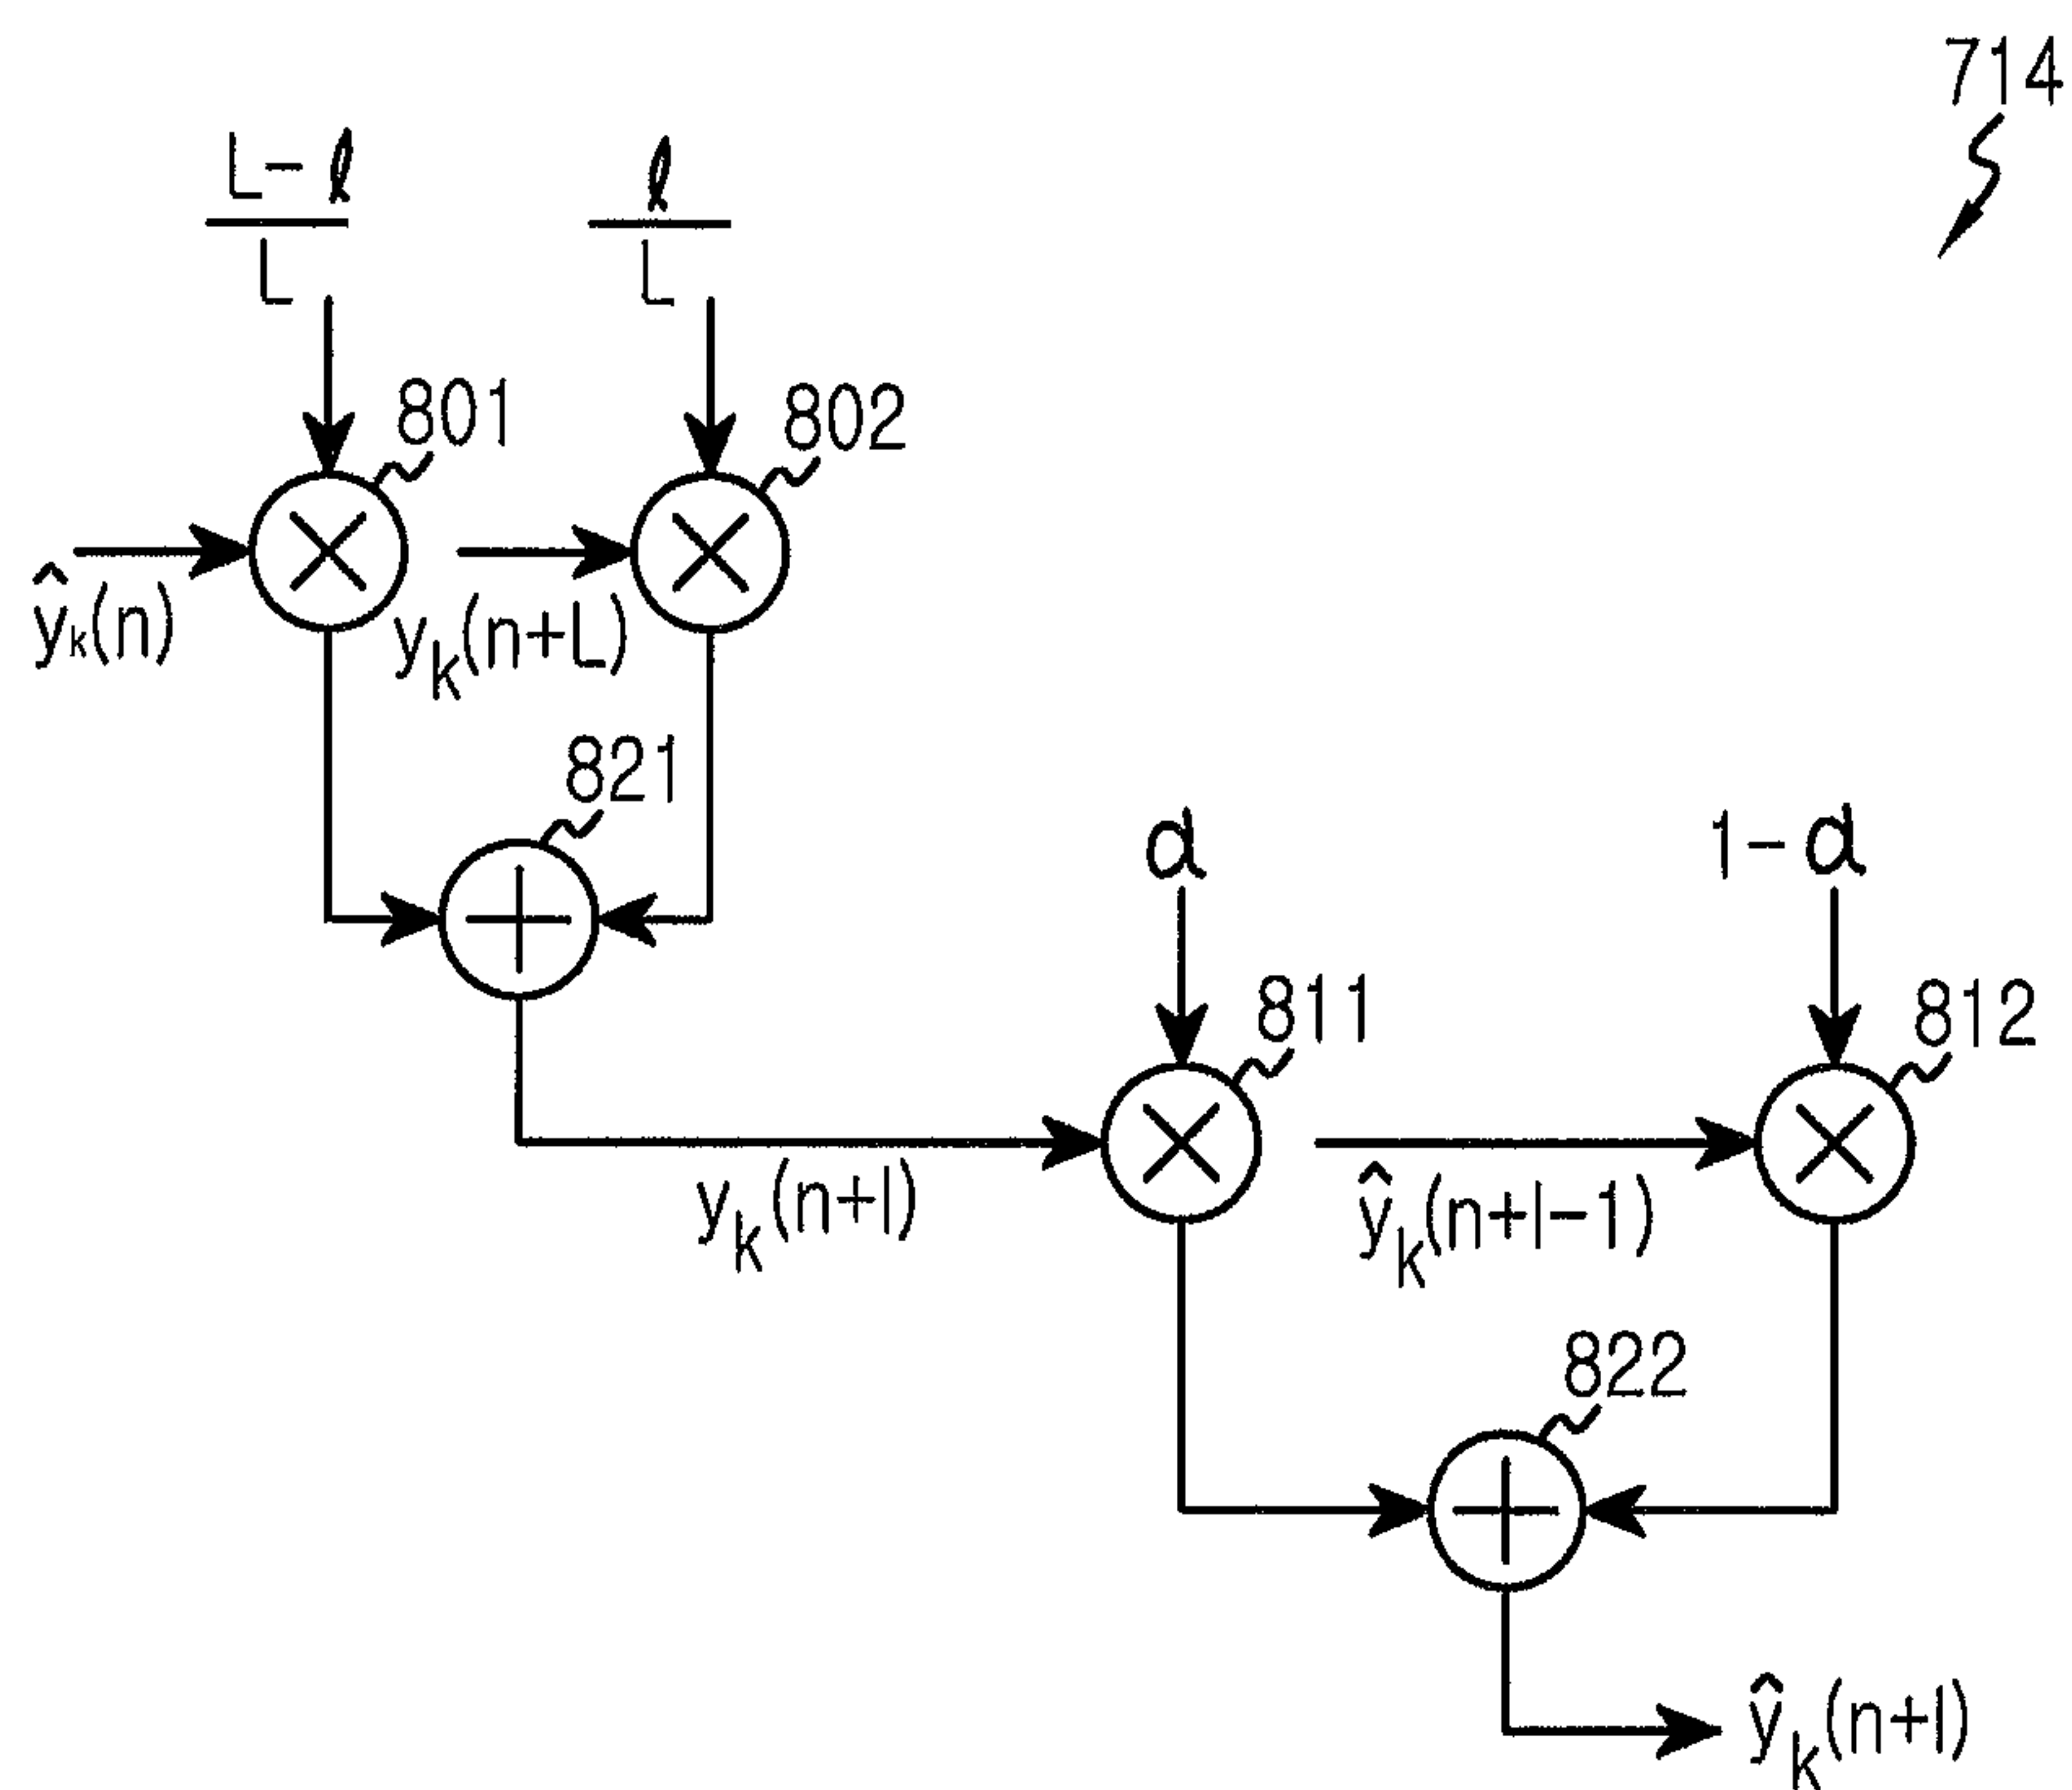 714
L-ℓ
L
ℓ
L
801
802
ŷk(n)
yk(n+L)
821
α
1-α
811
812
yk(n+l)
ŷk(n+l-1)
822
ŷk(n+l)